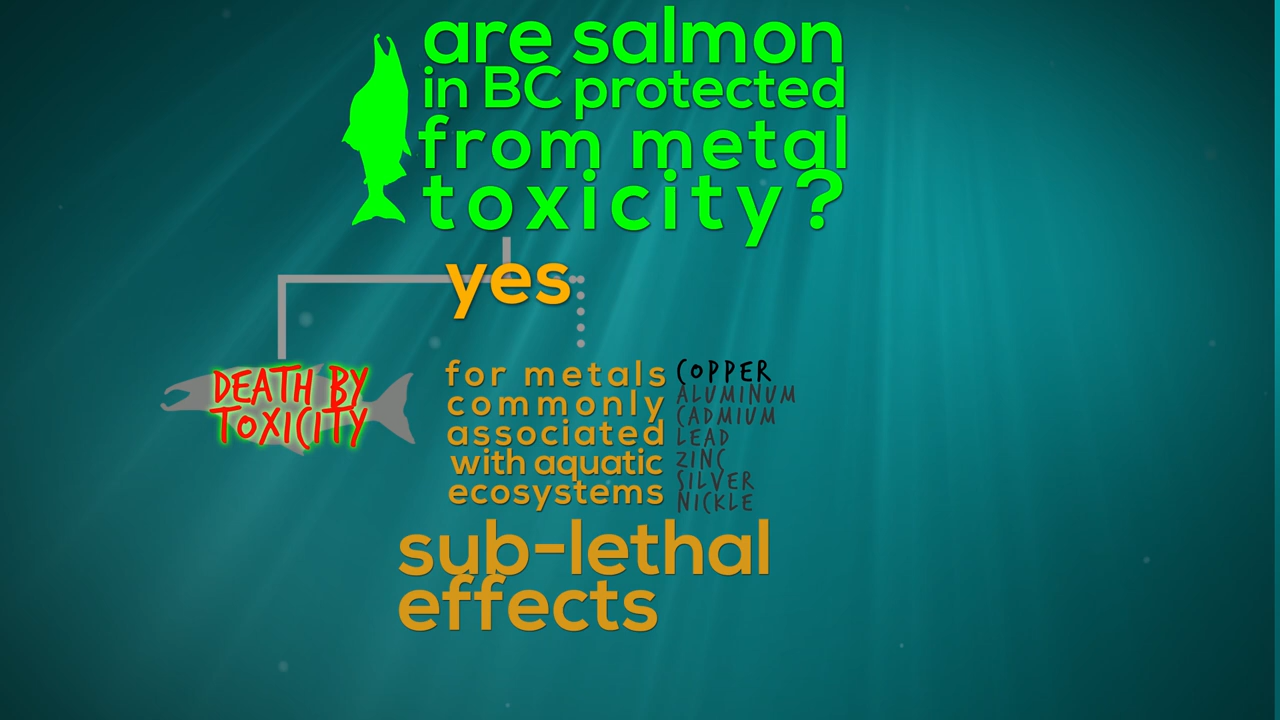 are salmon
in BC protected
from metal
toxicity?
yes
DEATH BY
TOXICITY
for metals
commonly
associated
with aquatic
ecosystems
COPPER
ALUMINUM
CADMIUM
LEAD
ZINC
SILVER
NICKLE
sub-lethal
effects